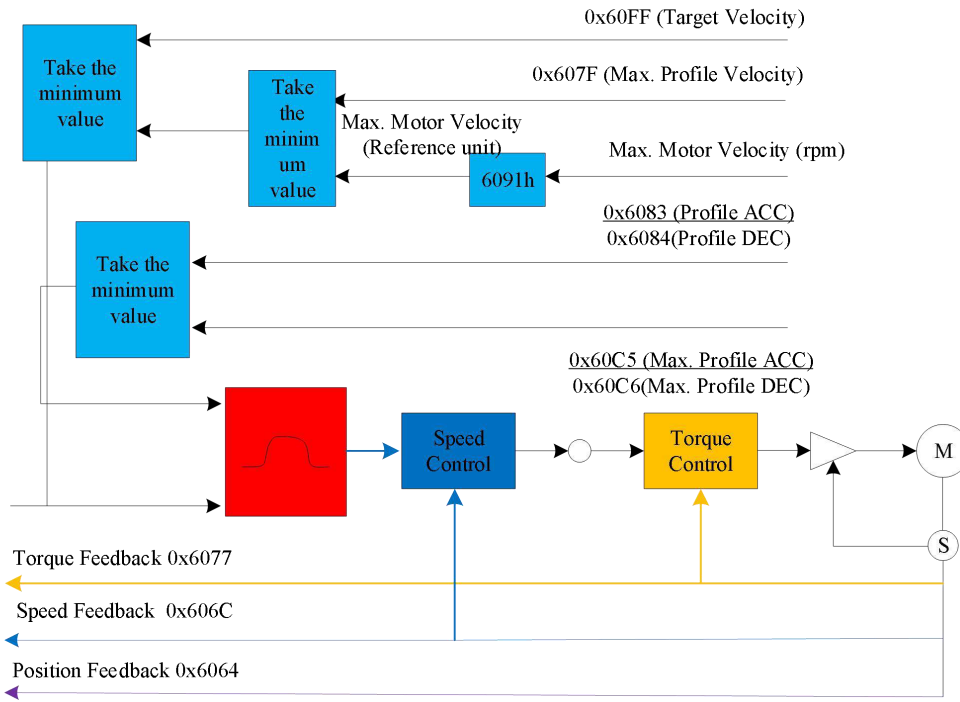 0x60FF (Target Velocity)
Take the
minimum
value
0x607F (Max. Profile Velocity)
Take
the
minim
um
value
Max. Motor Velocity
(Reference unit)
Max. Motor Velocity (rpm)
6091h
0x6083 (Profile ACC)
0x6084(Profile DEC)
Take the
minimum
value
0x60C5 (Max. Profile ACC)
0x60C6(Max. Profile DEC)
Speed
Control
Torque
Control
M
S
Torque Feedback 0x6077
Speed Feedback 0x606C
Position Feedback 0x6064